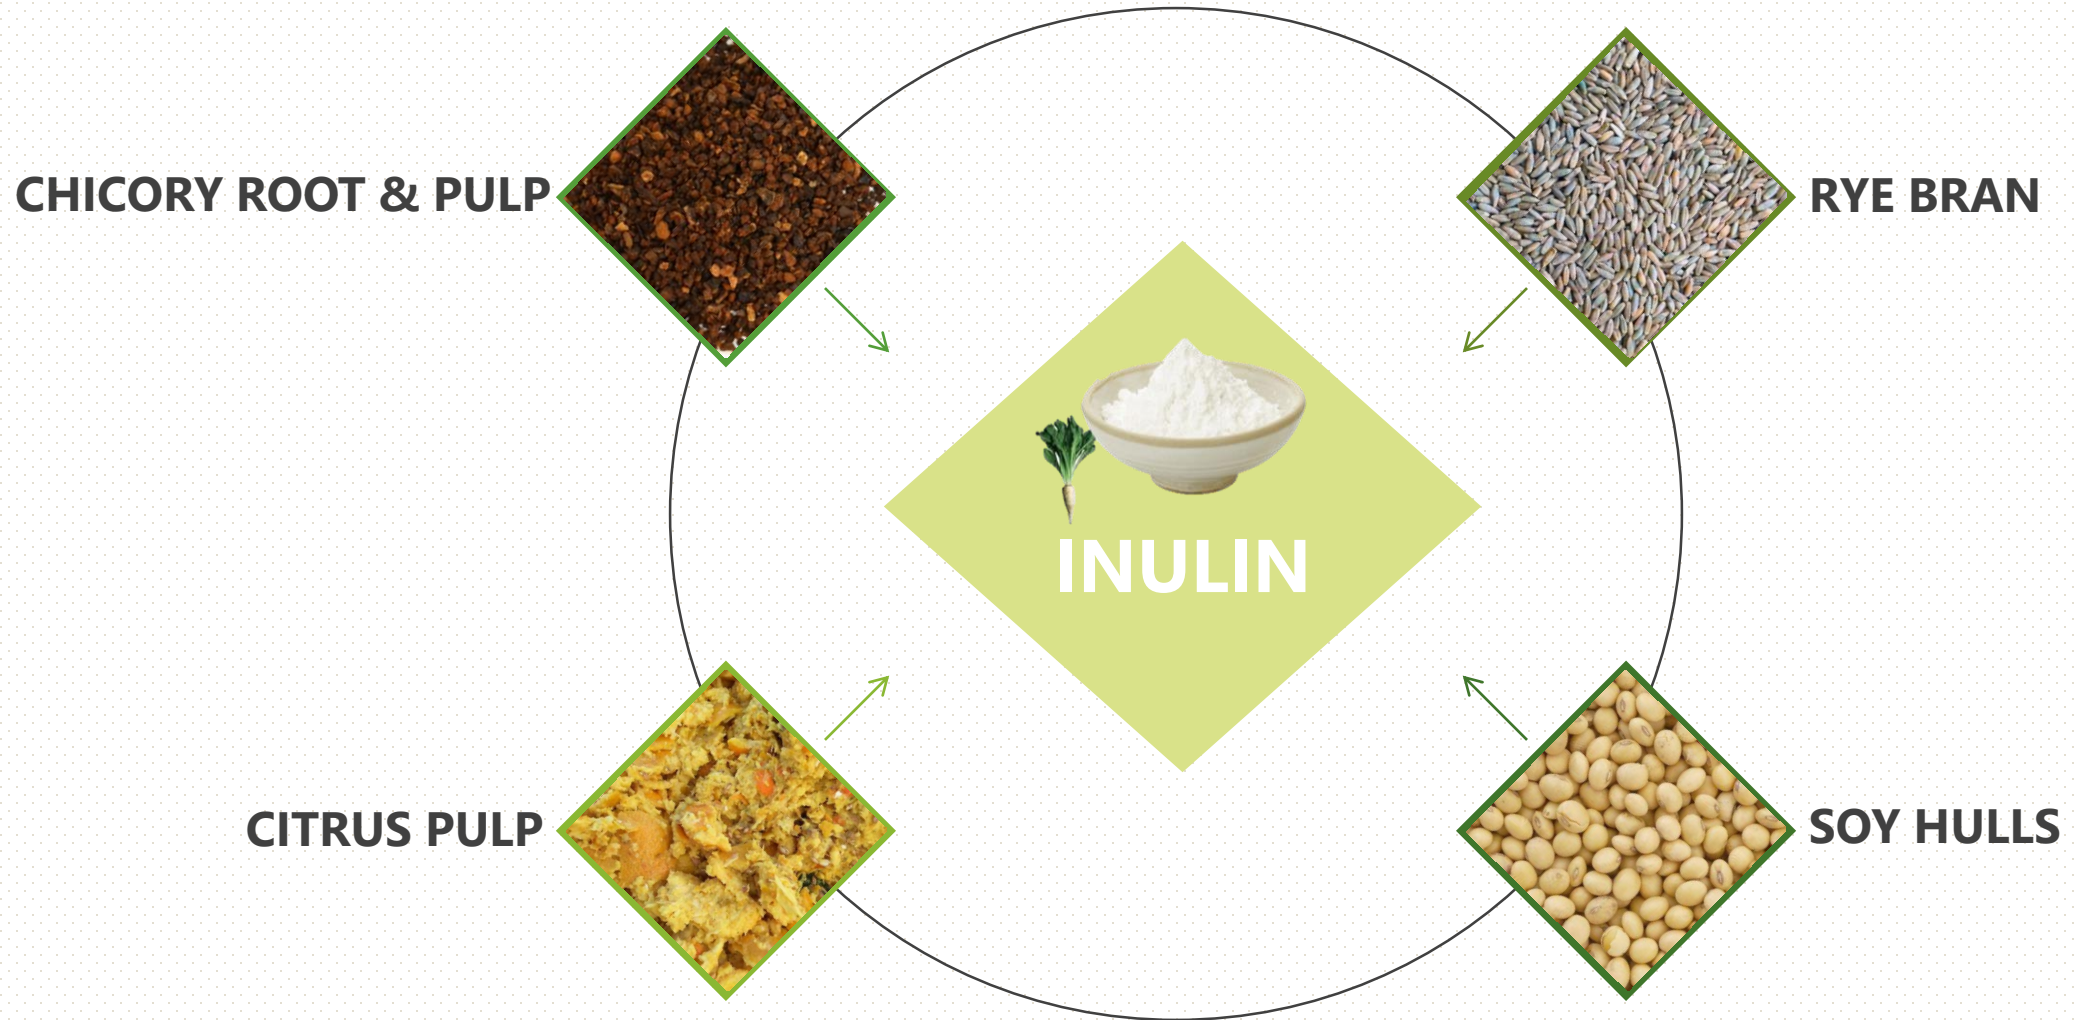 CHICORY ROOT & PULP
RYE BRAN
INULIN
CITRUS PULP
SOY HULLS